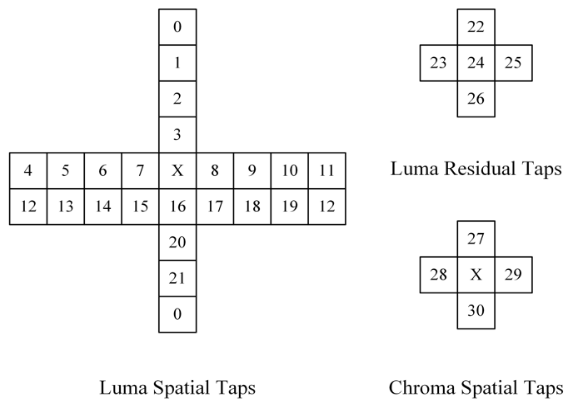 0
1
2
3
4 5 6 7 X 8 9 10 11
12 13 14 15 16 17 18 19 12
20
21
0
Luma Spatial Taps
22
23 24 25
26
Luma Residual Taps
27
28 X 29
30
Chroma Spatial Taps